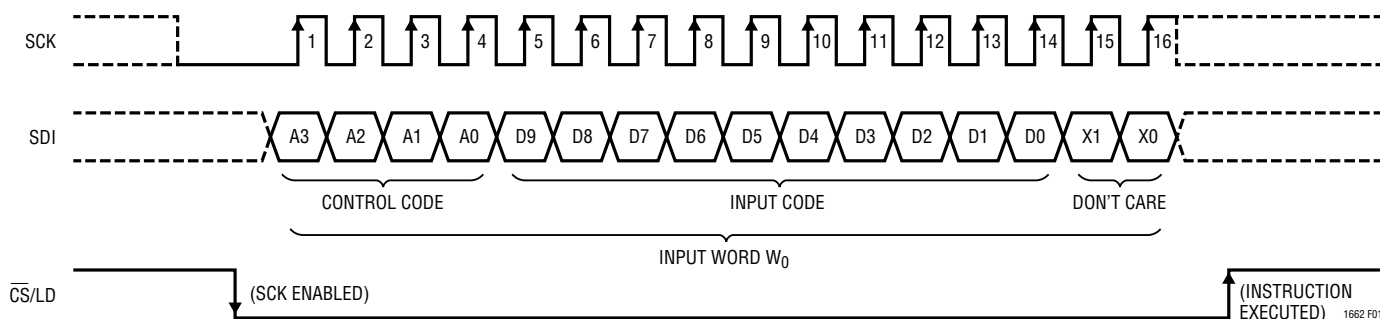 SCK 1 2 3 4 5 6 7 8 9 10 11 12 13 14 15 16
SDI A3 A2 A1 A0 D9 D8 D7 D6 D5 D4 D3 D2 D1 D0 X1 X0
CONTROL CODE INPUT CODE DON'T CARE
INPUT WORD W0
CS/LD (SCK ENABLED) (INSTRUCTION
EXECUTED) 1662 F01